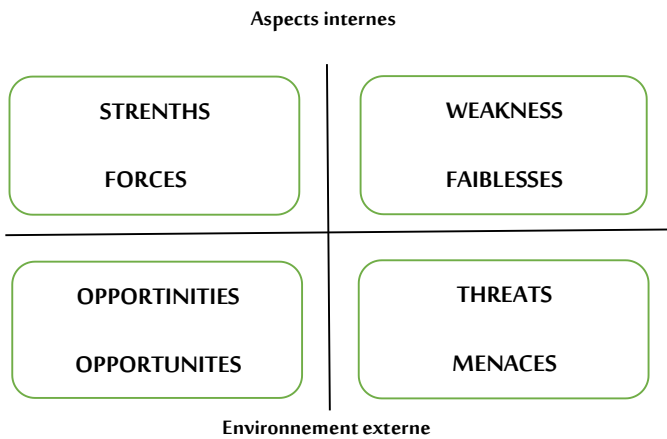 Aspects internes
STRENTHS
FORCES
WEAKNESS
FAIBLESSES
OPPORTINITIES
OPPORTUNITES
THREATS
MENACES
Environnement externe